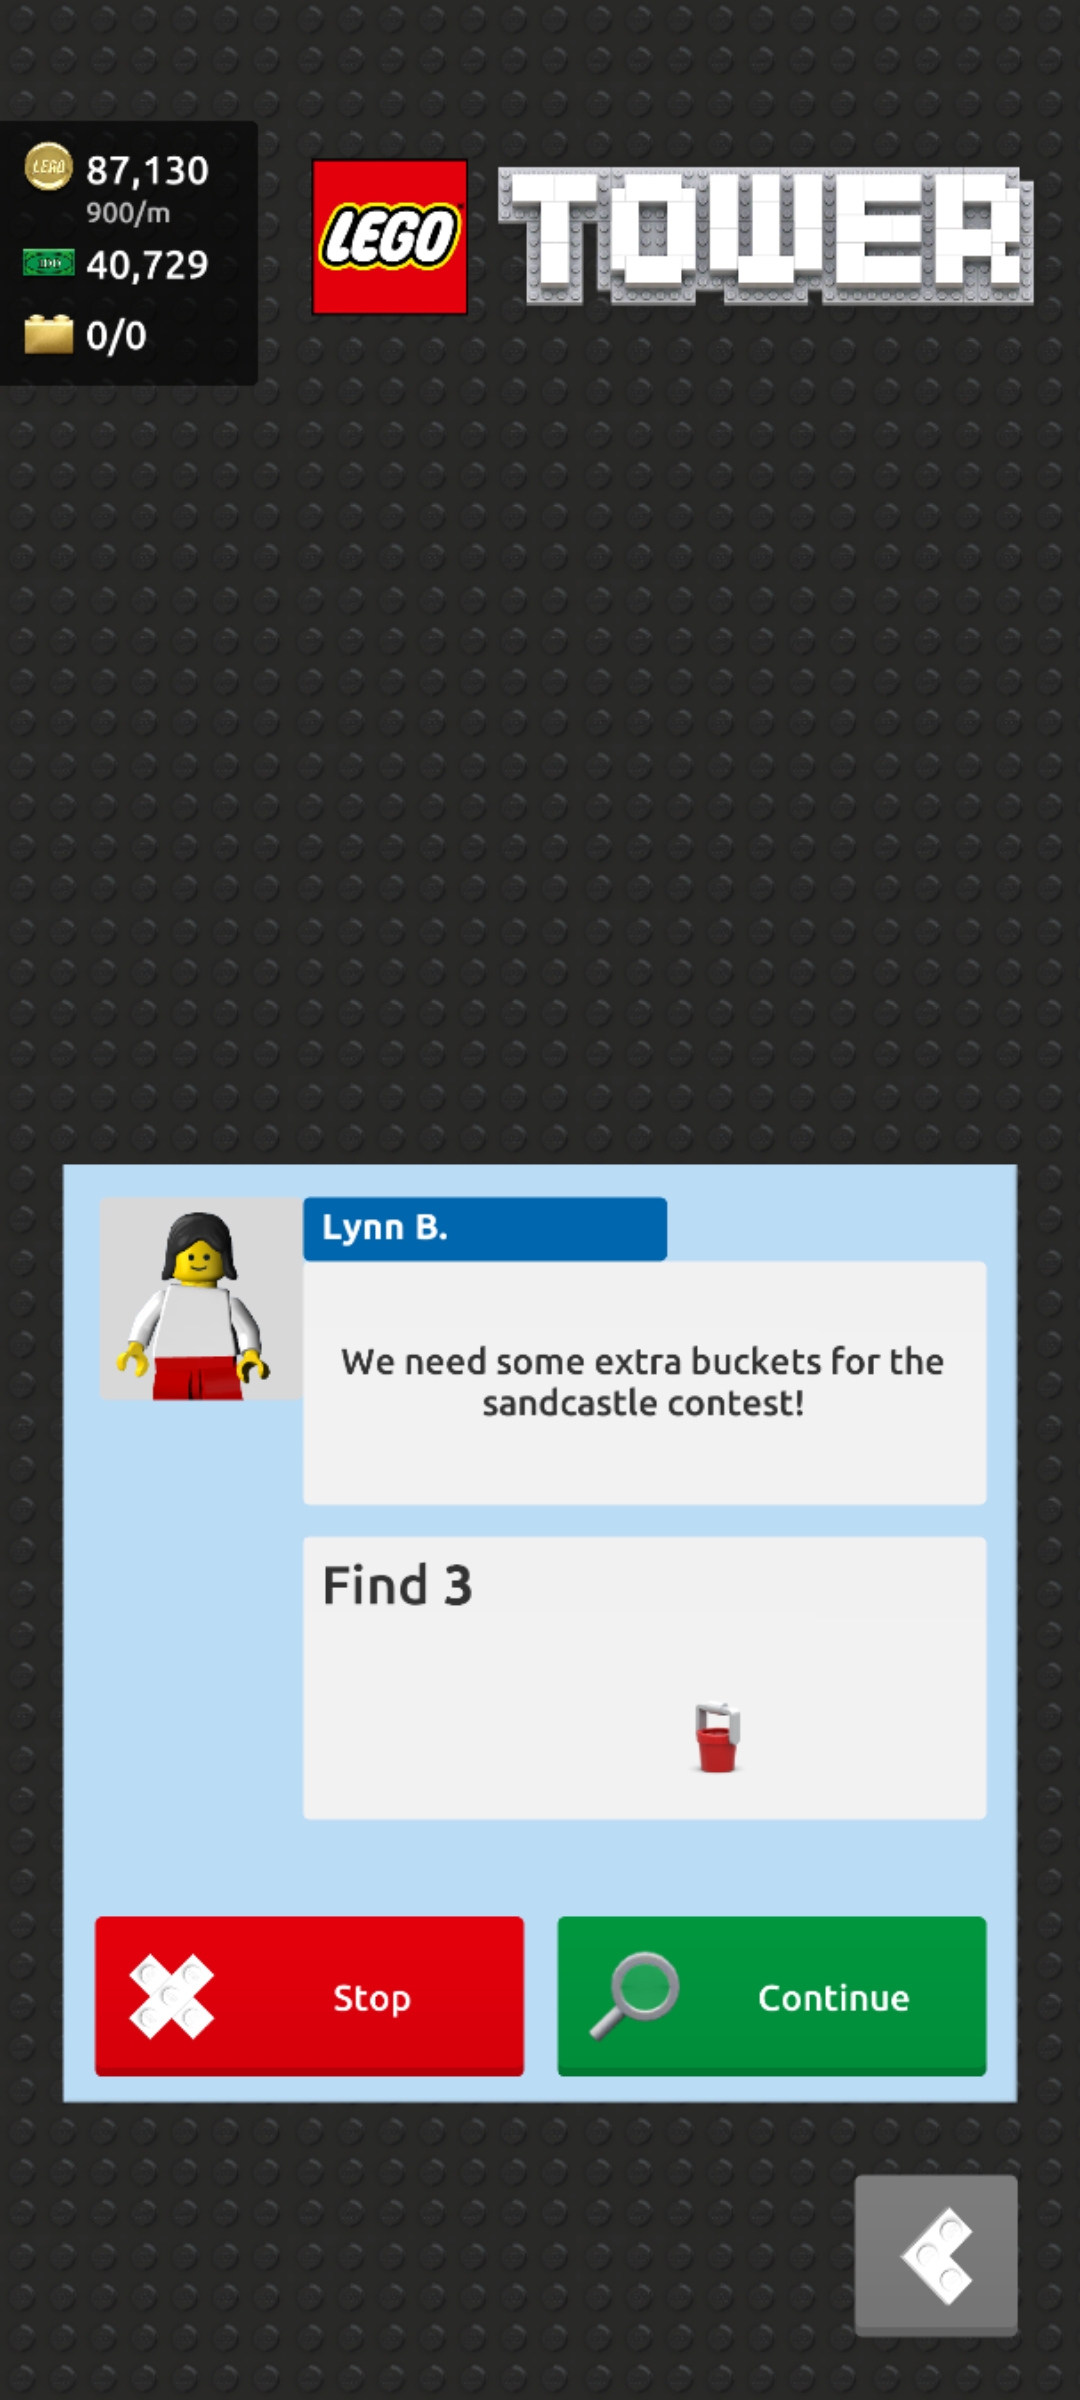 87,130
900/m
40,729
0/0
LEGO
TOWER
Lynn B.
We need some extra buckets for the
sandcastle contest!
Find 3
Stop
Continue